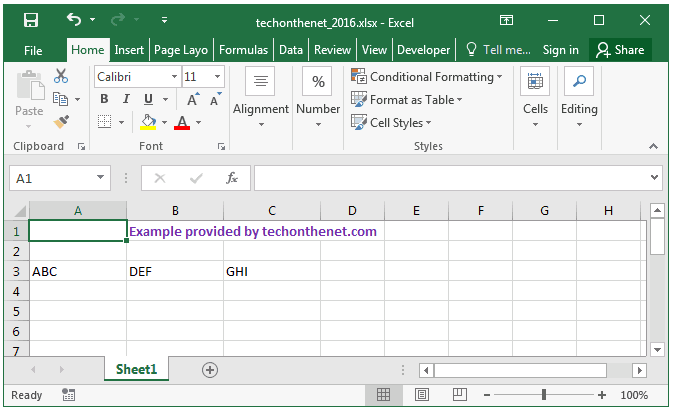 techonthenet_2016.xlsx - Excel
File Home Insert Page Layo Formulas Data Review View Developer Tell me... Sign in Share
Paste
Clipboard
Calibri 11
B I U A A
A
Font
Alignment
%
Number
Conditional Formatting
Format as Table
Cell Styles
Styles
Cells
Editing
A1 fx
A B C D E F G H
1 Example provided by techonthenet.com
2
3 ABC DEF GHI
4
5
6
7
Sheet1
Ready 100%